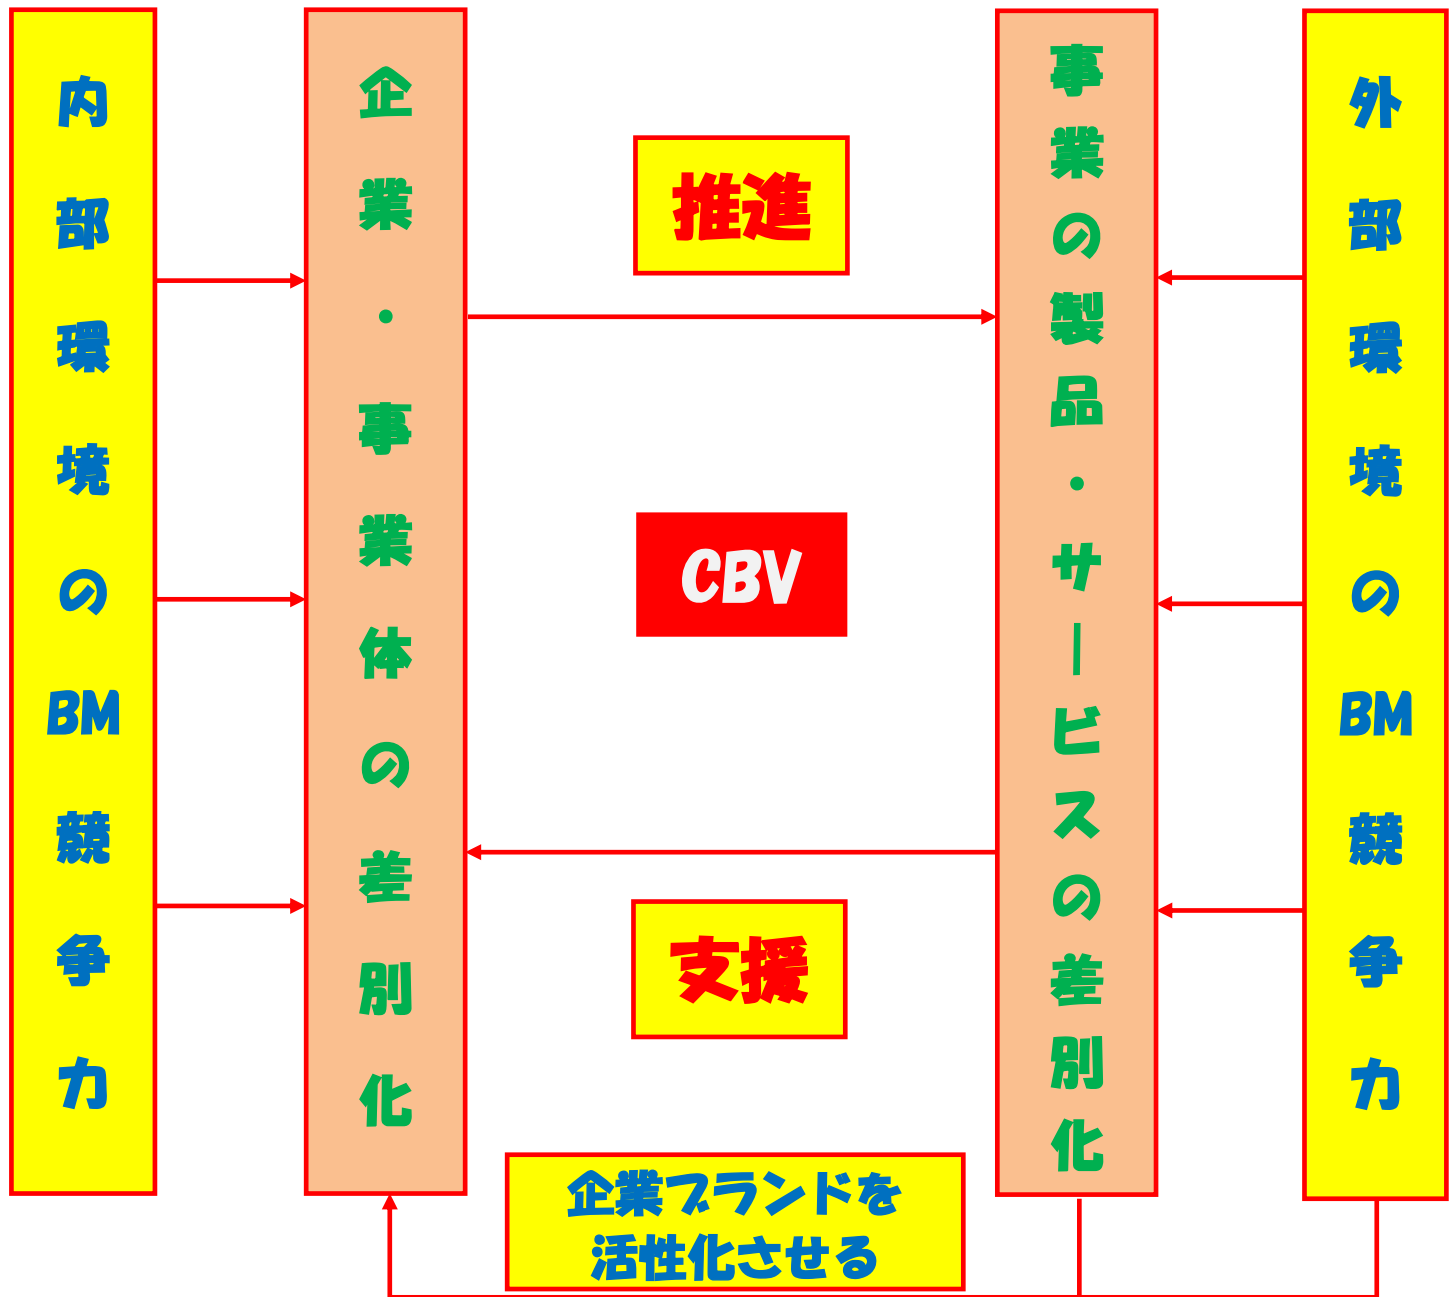 内部環境のBM競争力
企業・事業体の差別化
推進
CBV
支援
企業ブランドを
活性化させる
事業の製品・サービスの差別化
外部環境のBM競争力